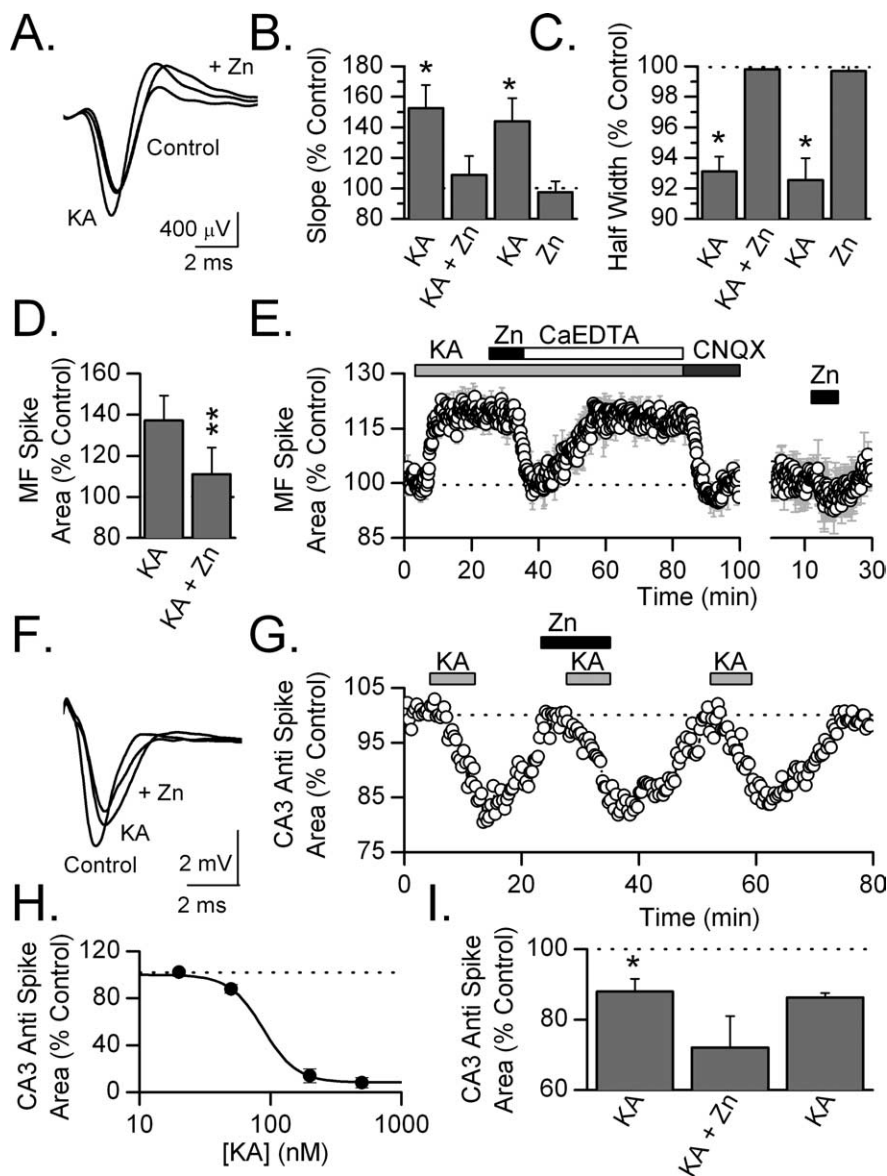 A.
+ Zn
Control
KA
400 μV
2 ms
B.
Slope (% Control)
180
160
140
120
100
80
*
*
KA
KA + Zn
KA
Zn
C.
Half Width (% Control)
100
98
96
94
92
90
*
*
KA
KA + Zn
KA
Zn
D.
MF Spike
Area (% Control)
160
140
120
100
80
**
KA
KA + Zn
E.
MF Spike
Area (% Control)
130
115
100
85
KA
Zn
CaEDTA
CNQX
Zn
0 20 40 60 80 100
0 10 30
Time (min)
F.
+ Zn
KA
Control
2 mV
2 ms
G.
CA3 Anti Spike
Area (% Control)
105
95
85
75
Zn
KA
KA
KA
0 20 40 60 80
Time (min)
H.
CA3 Anti Spike
Area (% Control)
120
80
40
0
10 100 1000
[KA] (nM)
I.
CA3 Anti Spike
Area (% Control)
100
80
60
*
KA
KA + Zn
KA